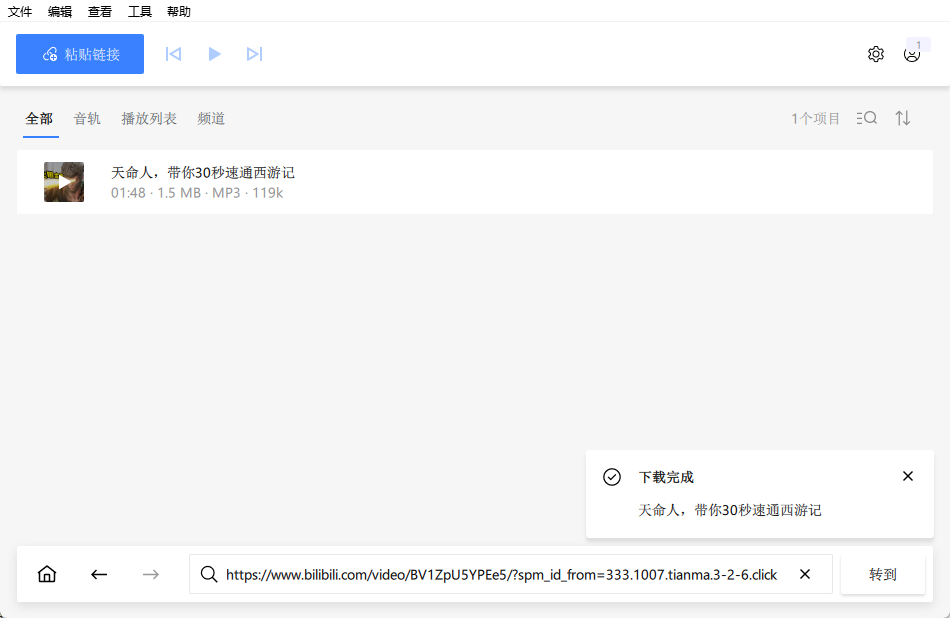 文件 编辑 查看 工具 帮助
粘贴链接
1
全部 音轨 播放列表 频道 1个项目
天命人，带你30秒速通西游记
01:48 · 1.5 MB · MP3 · 119k
下载完成
天命人，带你30秒速通西游记
https://www.bilibili.com/video/BV1ZpU5YPEe5/?spm_id_from=333.1007.tianma.3-2-6.click 转到